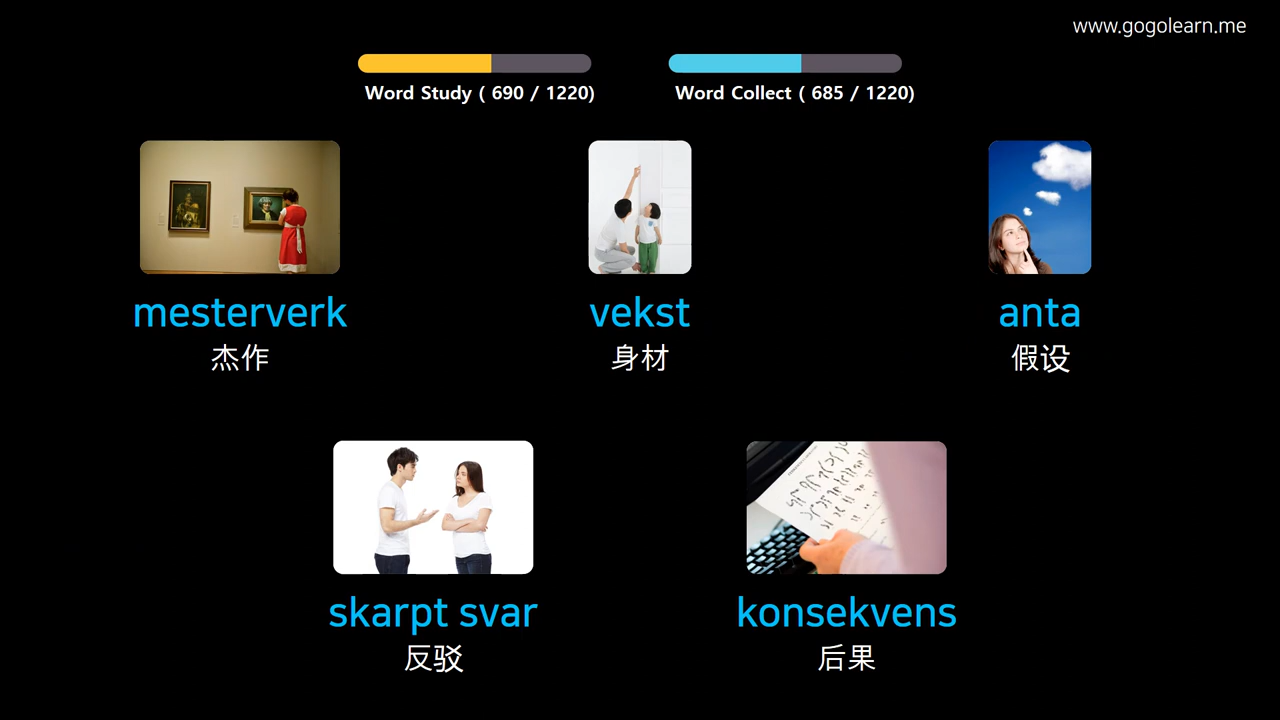 www.gogolearn.me
Word Study ( 690 / 1220)
Word Collect ( 685 / 1220)
mesterverk
杰作
vekst
身材
anta
假设
skarpt svar
反驳
konsekvens
后果